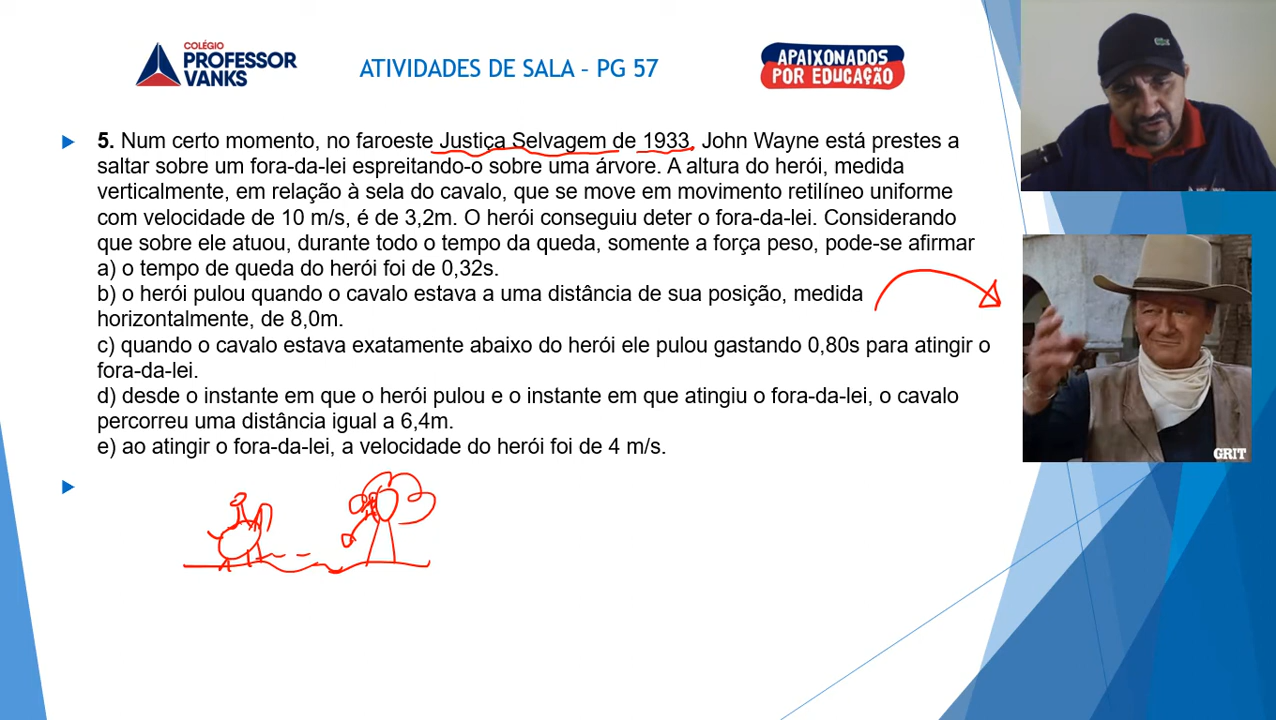 COLÉGIO
PROFESSOR
VANKS
ATIVIDADES DE SALA – PG 57
APAIXONADOS
POR EDUCAÇÃO
5. Num certo momento, no faroeste Justiça Selvagem de 1933, John Wayne está prestes a
saltar sobre um fora-da-lei espreitando-o sobre uma árvore. A altura do herói, medida
verticalmente, em relação à sela do cavalo, que se move em movimento retilíneo uniforme
com velocidade de 10 m/s, é de 3,2m. O herói conseguiu deter o fora-da-lei. Considerando
que sobre ele atuou, durante todo o tempo da queda, somente a força peso, pode-se afirmar
a) o tempo de queda do herói foi de 0,32s.
b) o herói pulou quando o cavalo estava a uma distância de sua posição, medida
horizontalmente, de 8,0m.
c) quando o cavalo estava exatamente abaixo do herói ele pulou gastando 0,80s para atingir o
fora-da-lei.
d) desde o instante em que o herói pulou e o instante em que atingiu o fora-da-lei, o cavalo
percorreu uma distância igual a 6,4m.
e) ao atingir o fora-da-lei, a velocidade do herói foi de 4 m/s.
GRIT